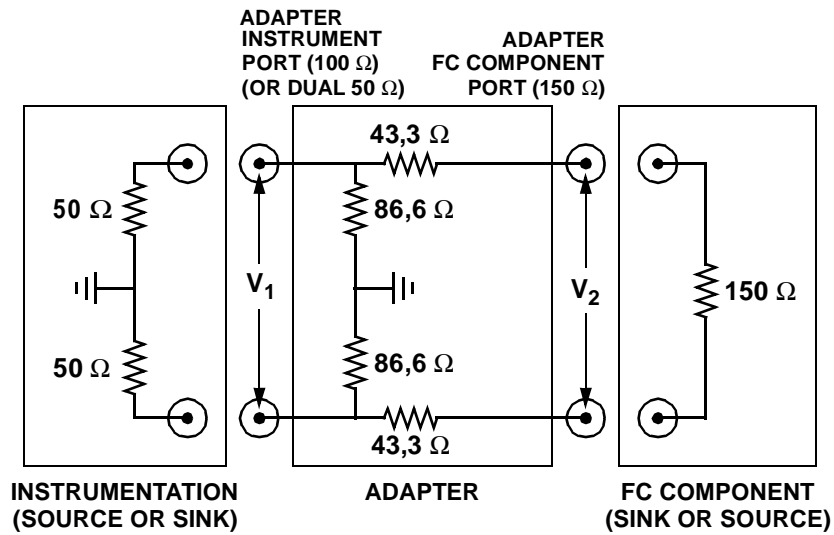 ADAPTER
INSTRUMENT
PORT (100 Ω)
(OR DUAL 50 Ω)
ADAPTER
FC COMPONENT
PORT (150 Ω)
43,3 Ω
50 Ω
86,6 Ω
V1
V2
150 Ω
50 Ω
86,6 Ω
43,3 Ω
INSTRUMENTATION
(SOURCE OR SINK)
ADAPTER
FC COMPONENT
(SINK OR SOURCE)